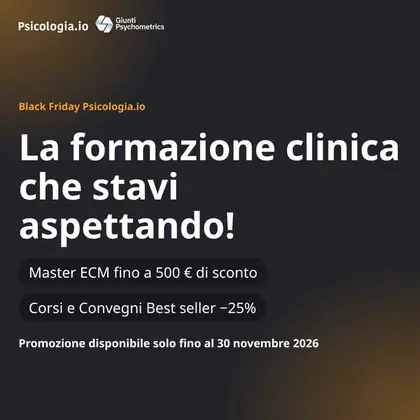 Psicologia.io
Giunti
Psychometrics
Black Friday Psicologia.io
La formazione clinica
che stavi
aspettando!
Master ECM fino a 500 € di sconto
Corsi e Convegni Best seller −25%
Promozione disponibile solo fino al 30 novembre 2026